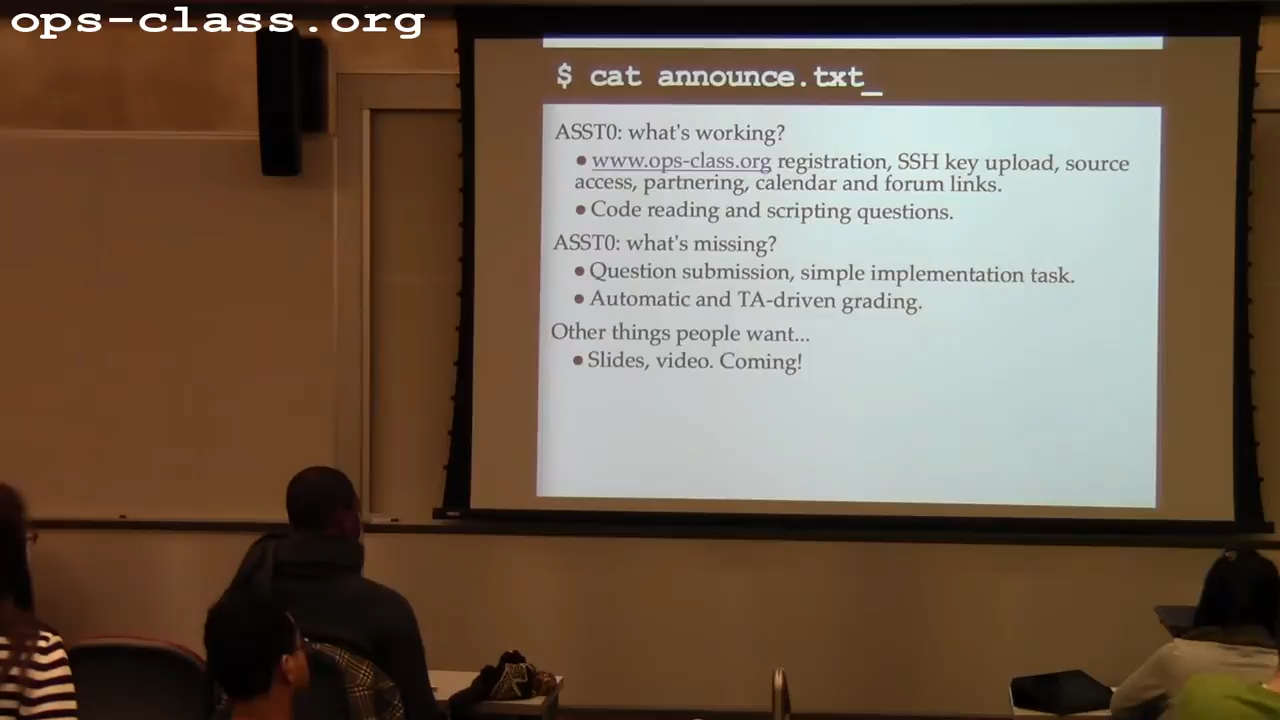 ops-class.org
$ cat announce.txt_
ASST0: what's working?
• www.ops-class.org registration, SSH key upload, source
access, partnering, calendar and forum links.
• Code reading and scripting questions.
ASST0: what's missing?
• Question submission, simple implementation task.
• Automatic and TA-driven grading.
Other things people want...
• Slides, video. Coming!